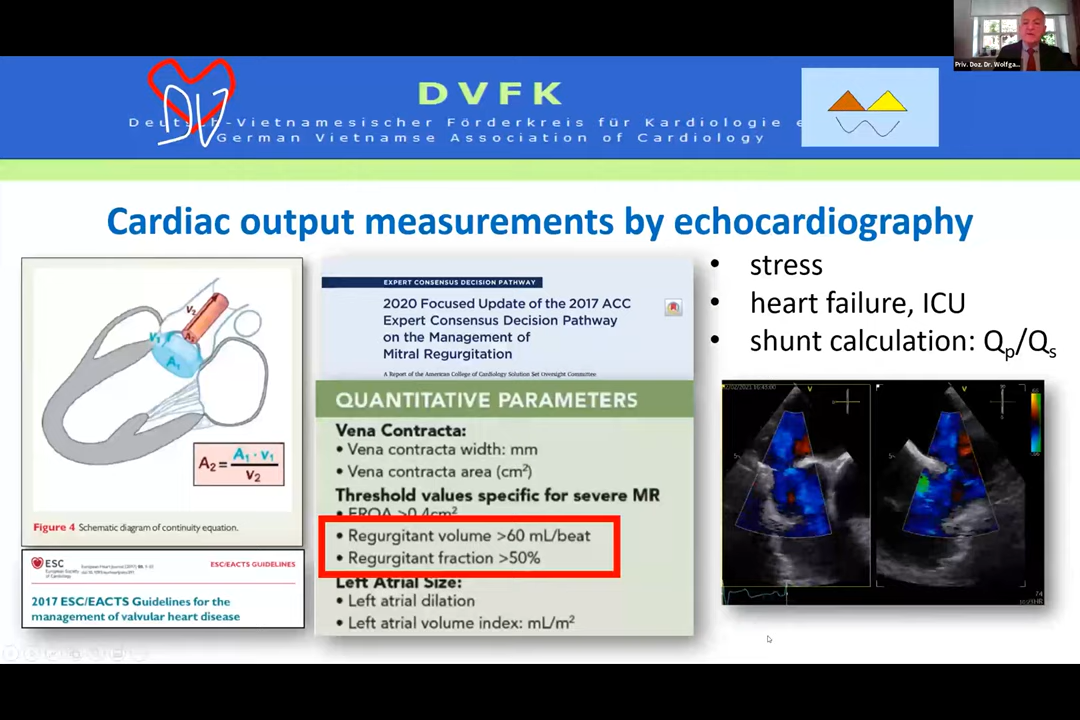 Priv. Doz. Dr. Wolfga...
DV
DVFK
Deutsch-Vietnamesischer Förderkreis für Kardiologie e
German Vietnamse Association of Cardiology
Cardiac output measurements by echocardiography
• stress
• heart failure, ICU
• shunt calculation: Qp/Qs
V2
V1
A2
A1
A2 = A1 · v1
v2
Figure 4 Schematic diagram of continuity equation.
ESC
European Society
of Cardiology
ESC/EACTS GUIDELINES
2017 ESC/EACTS Guidelines for the
management of valvular heart disease
EXPERT CONSENSUS DECISION PATHWAY
2020 Focused Update of the 2017 ACC
Expert Consensus Decision Pathway
on the Management of
Mitral Regurgitation
A Report of the American College of Cardiology Solution Set Oversight Committee
QUANTITATIVE PARAMETERS
Vena Contracta:
• Vena contracta width: mm
• Vena contracta area (cm²)
Threshold values specific for severe MR
• EROA >0.4cm²
• Regurgitant volume >60 mL/beat
• Regurgitant fraction >50%
Left Atrial Size:
• Left atrial dilation
• Left atrial volume index: mL/m²
V
V
5
5
74
HR